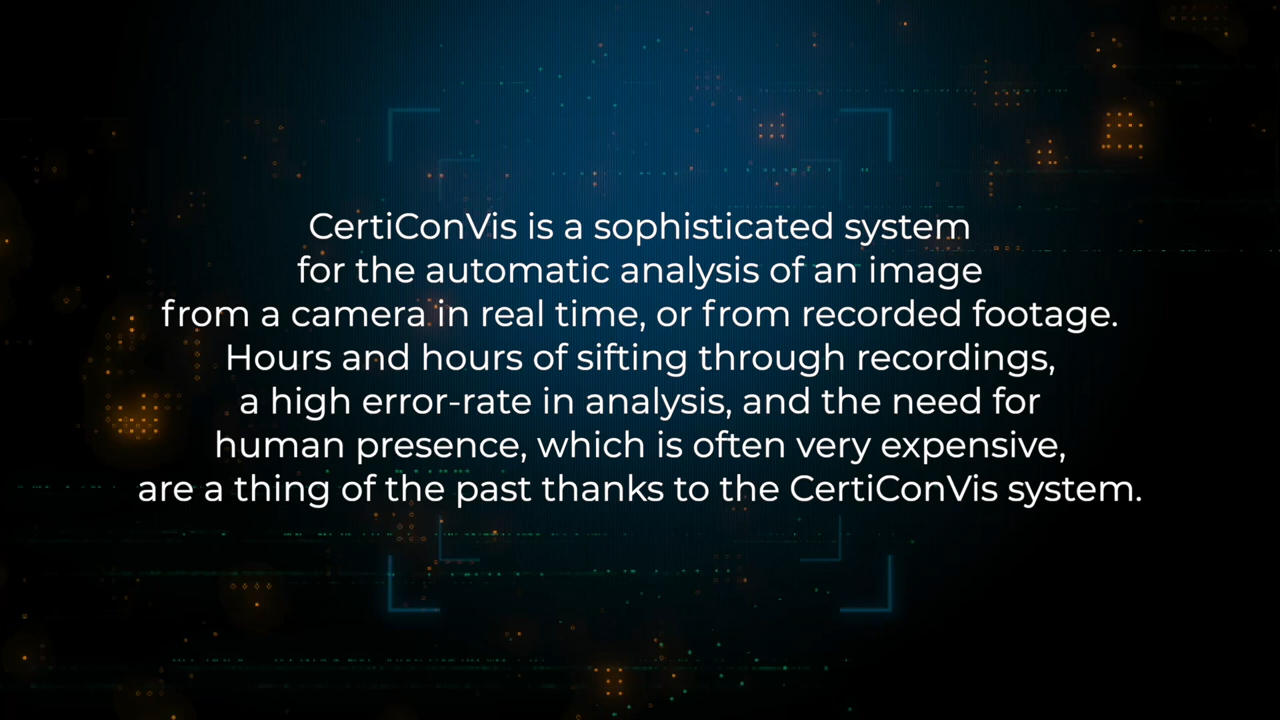 CertiConVis is a sophisticated system
for the automatic analysis of an image
from a camera in real time, or from recorded footage.
Hours and hours of sifting through recordings,
a high error-rate in analysis, and the need for
human presence, which is often very expensive,
are a thing of the past thanks to the CertiConVis system.